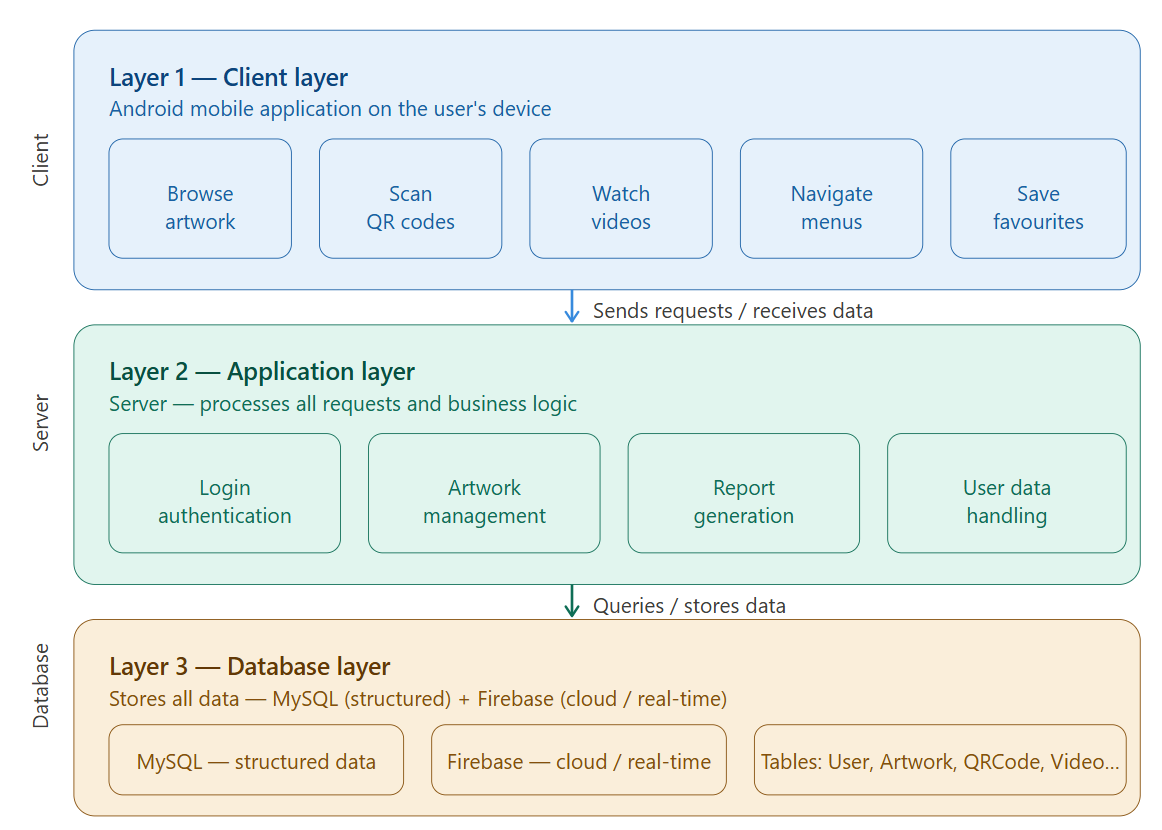 Client
Layer 1 — Client layer
Android mobile application on the user's device
Browse
artwork
Scan
QR codes
Watch
videos
Navigate
menus
Save
favourites
Sends requests / receives data
Server
Layer 2 — Application layer
Server — processes all requests and business logic
Login
authentication
Artwork
management
Report
generation
User data
handling
Queries / stores data
Database
Layer 3 — Database layer
Stores all data — MySQL (structured) + Firebase (cloud / real-time)
MySQL — structured data
Firebase — cloud / real-time
Tables: User, Artwork, QRCode, Video...